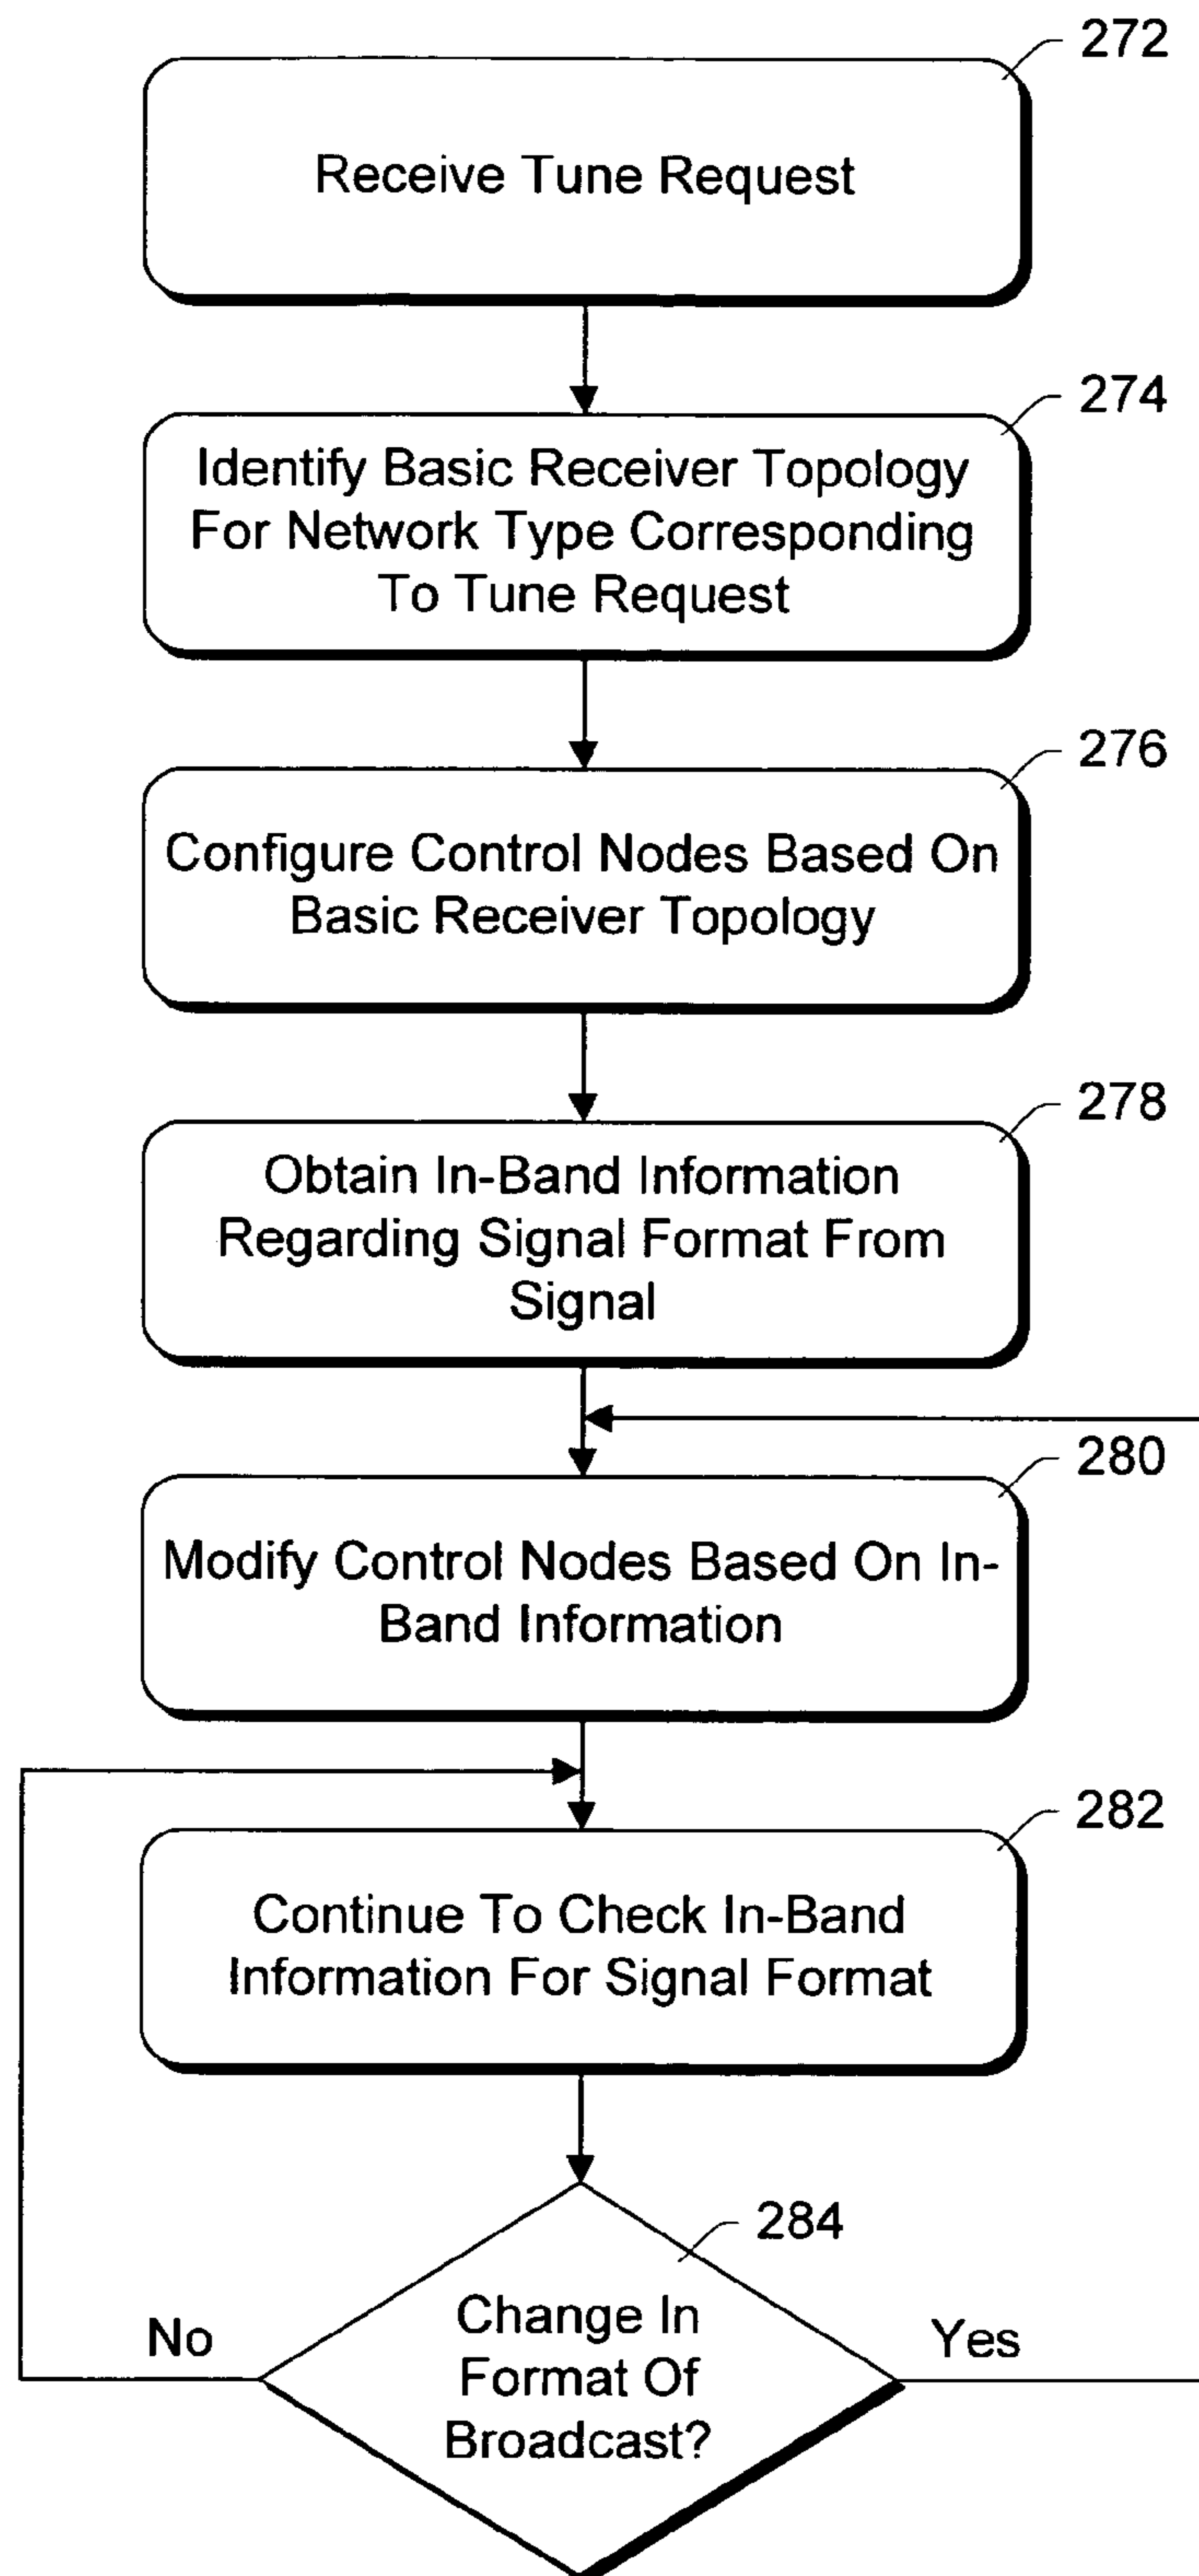 272
Receive Tune Request
274
Identify Basic Receiver Topology
For Network Type Corresponding
To Tune Request
276
Configure Control Nodes Based On
Basic Receiver Topology
278
Obtain In-Band Information
Regarding Signal Format From
Signal
280
Modify Control Nodes Based On In-
Band Information
282
Continue To Check In-Band
Information For Signal Format
284
Change In
Format Of
Broadcast?
No
Yes